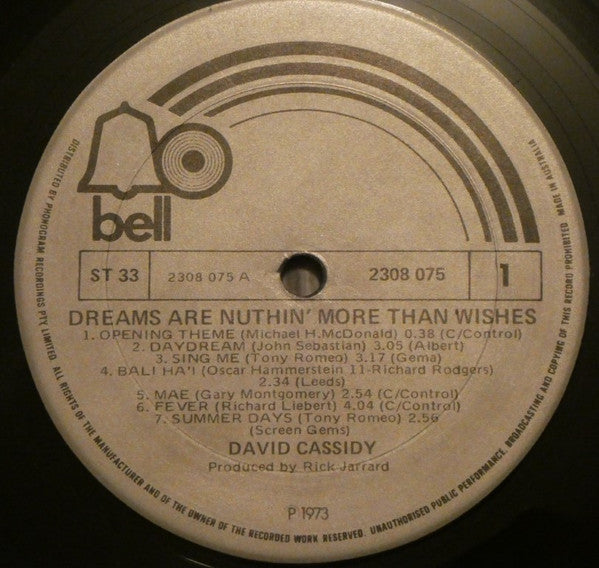 bell
ST 33
2308 075 A
2308 075
1
DREAMS ARE NUTHIN' MORE THAN WISHES
1. OPENING THEME (Michael H.McDonald) 0.38 (C/Control)
2. DAYDREAM (John Sebastian) 3.05 (Albert)
3. SING ME (Tony Romeo) 3.17 (Gema)
4. BALI HA'I (Oscar Hammerstein 11-Richard Rodgers)
2.34 (Leeds)
5. MAE (Gary Montgomery) 2.54 (C/Control)
6. FEVER (Richard Liebert) 4.04 (C/Control)
7. SUMMER DAYS (Tony Romeo) 2.56
(Screen Gems)
DAVID CASSIDY
Produced by Rick Jarrard
P 1973
DISTRIBUTED BY PHONOGRAM RECORDINGS PTY. LIMITED. ALL RIGHTS OF THE MANUFACTURER AND OF THE OWNER OF THE RECORDED WORK RESERVED. UNAUTHORISED PUBLIC PERFORMANCE, BROADCASTING AND COPYING OF THIS RECORD PROHIBITED MADE IN AUSTRALIA